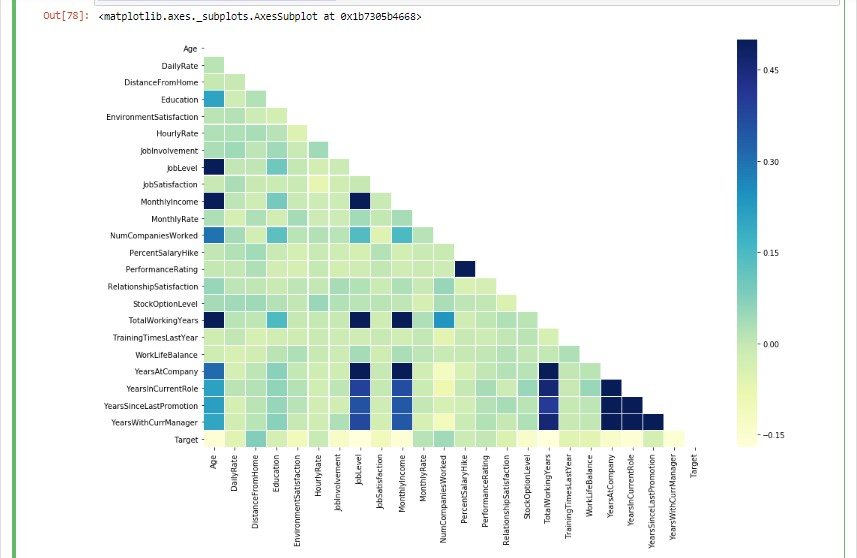 Out[78]: <matplotlib.axes._subplots.AxesSubplot at 0x1b7305b4668>
Age
DailyRate
DistanceFromHome
Education
EnvironmentSatisfaction
HourlyRate
JobInvolvement
JobLevel
JobSatisfaction
MonthlyIncome
MonthlyRate
NumCompaniesWorked
PercentSalaryHike
PerformanceRating
RelationshipSatisfaction
StockOptionLevel
TotalWorkingYears
TrainingTimesLastYear
WorkLifeBalance
YearsAtCompany
YearsInCurrentRole
YearsSinceLastPromotion
YearsWithCurrManager
Target
Age
DailyRate
DistanceFromHome
Education
EnvironmentSatisfaction
HourlyRate
JobInvolvement
JobLevel
JobSatisfaction
MonthlyIncome
MonthlyRate
NumCompaniesWorked
PercentSalaryHike
PerformanceRating
RelationshipSatisfaction
StockOptionLevel
TotalWorkingYears
TrainingTimesLastYear
WorkLifeBalance
YearsAtCompany
YearsInCurrentRole
YearsSinceLastPromotion
YearsWithCurrManager
Target
0.45
0.30
0.15
0.00
−0.15